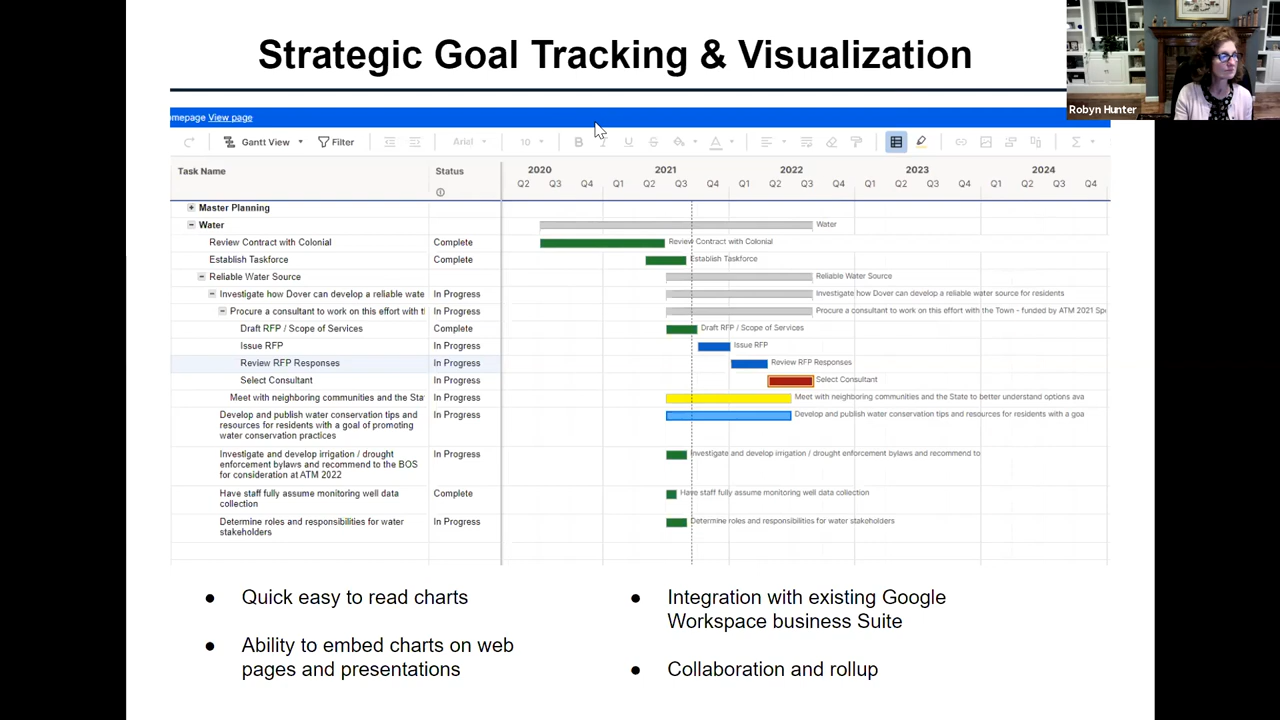 Strategic Goal Tracking & Visualization
Robyn Hunter
omepage View page
Gantt View
Filter
Arial
10
B
I
U
S
A
Σ
Task Name
Status
2020
2021
2022
2023
2024
Q2 Q3 Q4 Q1 Q2 Q3 Q4 Q1 Q2 Q3 Q4 Q1 Q2 Q3 Q4 Q1 Q2 Q3 Q4
Master Planning
Water
Water
Review Contract with Colonial Complete Review Contract with Colonial
Establish Taskforce Complete Establish Taskforce
Reliable Water Source Reliable Water Source
Investigate how Dover can develop a reliable wate In Progress Investigate how Dover can develop a reliable water source for residents
Procure a consultant to work on this effort with t In Progress Procure a consultant to work on this effort with the Town - funded by ATM 2021 Sp
Draft RFP / Scope of Services Complete Draft RFP / Scope of Services
Issue RFP In Progress Issue RFP
Review RFP Responses In Progress Review RFP Responses
Select Consultant In Progress Select Consultant
Meet with neighboring communities and the Sta In Progress Meet with neighboring communities and the State to better understand options ava
Develop and publish water conservation tips and In Progress Develop and publish water conservation tips and resources for residents with a goa
resources for residents with a goal of promoting
water conservation practices
Investigate and develop irrigation / drought In Progress Investigate and develop irrigation / drought enforcement bylaws and recommend to
enforcement bylaws and recommend to the BOS
for consideration at ATM 2022
Have staff fully assume monitoring well data Complete Have staff fully assume monitoring well data collection
collection
Determine roles and responsibilities for water In Progress Determine roles and responsibilities for water stakeholders
stakeholders
● Quick easy to read charts
● Ability to embed charts on web
pages and presentations
● Integration with existing Google
Workspace business Suite
● Collaboration and rollup